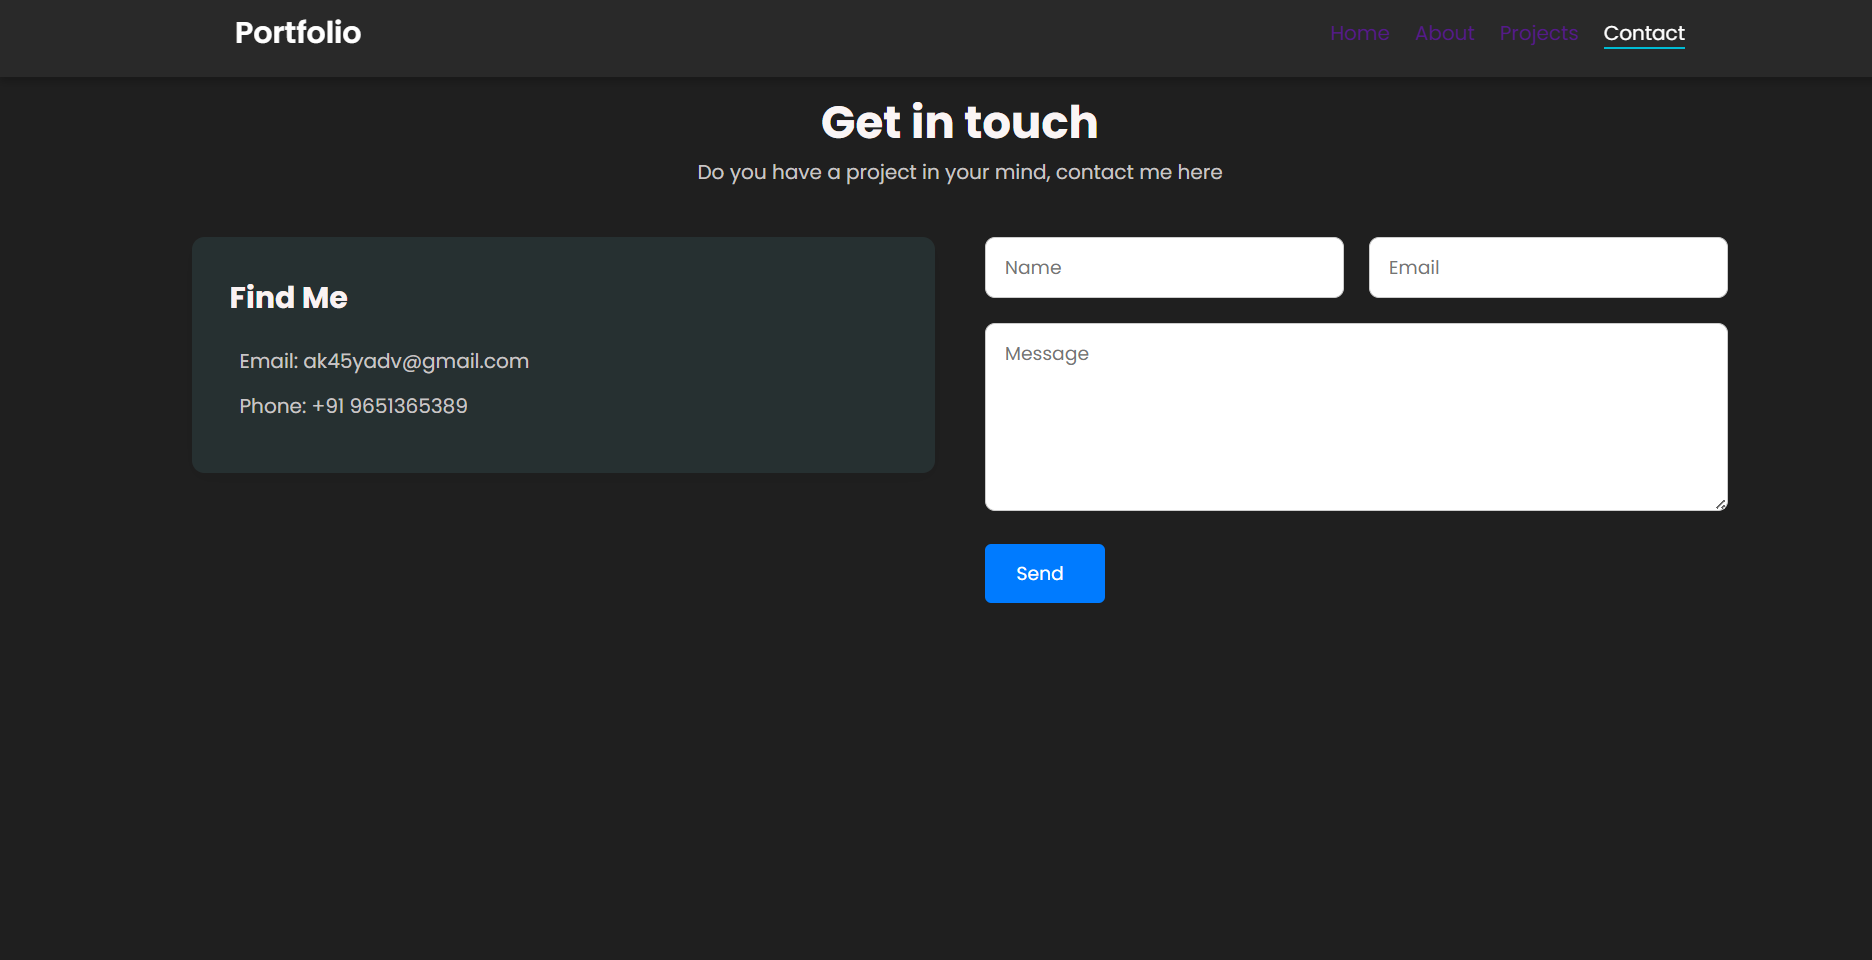 Portfolio
Home About Projects Contact
Get in touch
Do you have a project in your mind, contact me here
Find Me
Email: ak45yadv@gmail.com
Phone: +91 9651365389
Name
Email
Message
Send